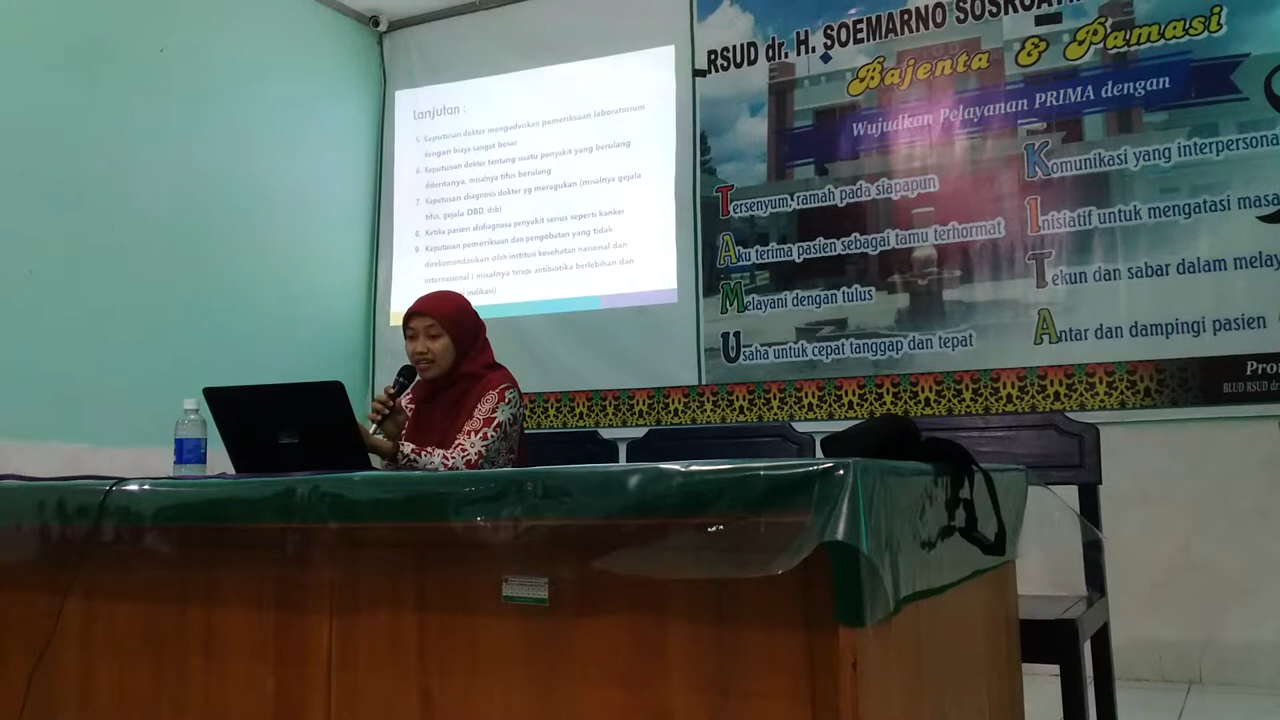 Lanjutan :
5. Keputusan dokter mengadviskan pemeriksaan laboratorium
dengan biaya sangat besar
6. Keputusan dokter tentang suatu penyakit yang berulang
dideritanya, misalnya tifus berulang
7. Keputusan diagnosis dokter yg meragukan (misalnya gejala
tifus, gejala DBD, dlb)
8. Ketika pasien didiagnosa penyakit serius seperti kanker
9. Keputusan pemeriksaan dan pengobatan yang tidak
direkomendasikan oleh institusi kesehatan nasional dan
internasional ( misalnya terapi antibiotika berlebihan dan
indikasi)
RSUD dr. H. SOEMARNO
Bajenta & Pamasi
Wujudkan Pelayanan PRIMA dengan
Tersenyum, ramah pada siapapun
Aku terima pasien sebagai tamu terhormat
Melayani dengan tulus
Usaha untuk cepat tanggap dan tepat
Komunikasi yang interpersona
Inisiatif untuk mengatasi masa
Tekun dan sabar dalam melay
Antar dan dampingi pasien
Pro
BLUD RSUD dr.